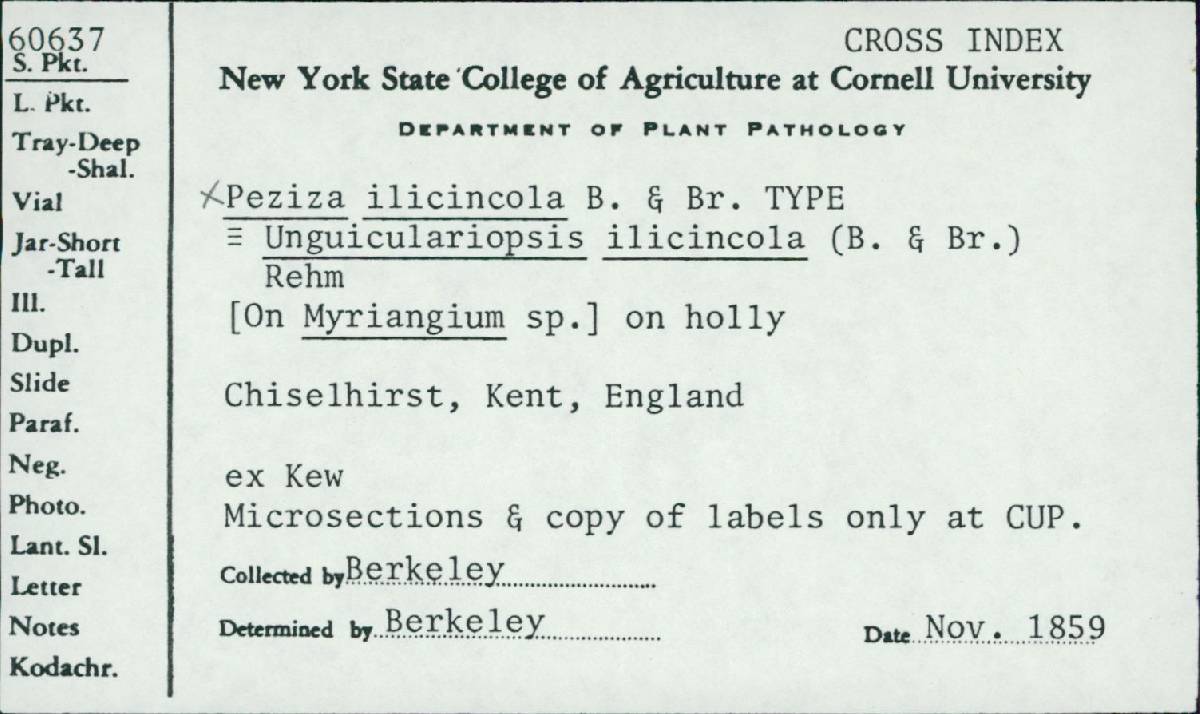 60637
S. Pkt.
L. Pkt.
Tray-Deep
-Shal.
Vial
Jar-Short
-Tall
Ill.
Dupl.
Slide
Paraf.
Neg.
Photo.
Lant. Sl.
Letter
Notes
Kodachr.
CROSS INDEX
New York State College of Agriculture at Cornell University
DEPARTMENT OF PLANT PATHOLOGY
×Peziza ilicincola B. & Br. TYPE
≡ Unguiculariopsis ilicincola (B. & Br.)
Rehm
[On Myriangium sp.] on holly
Chiselhirst, Kent, England
ex Kew
Microsections & copy of labels only at CUP.
Collected by Berkeley
Determined by Berkeley
Date Nov. 1859